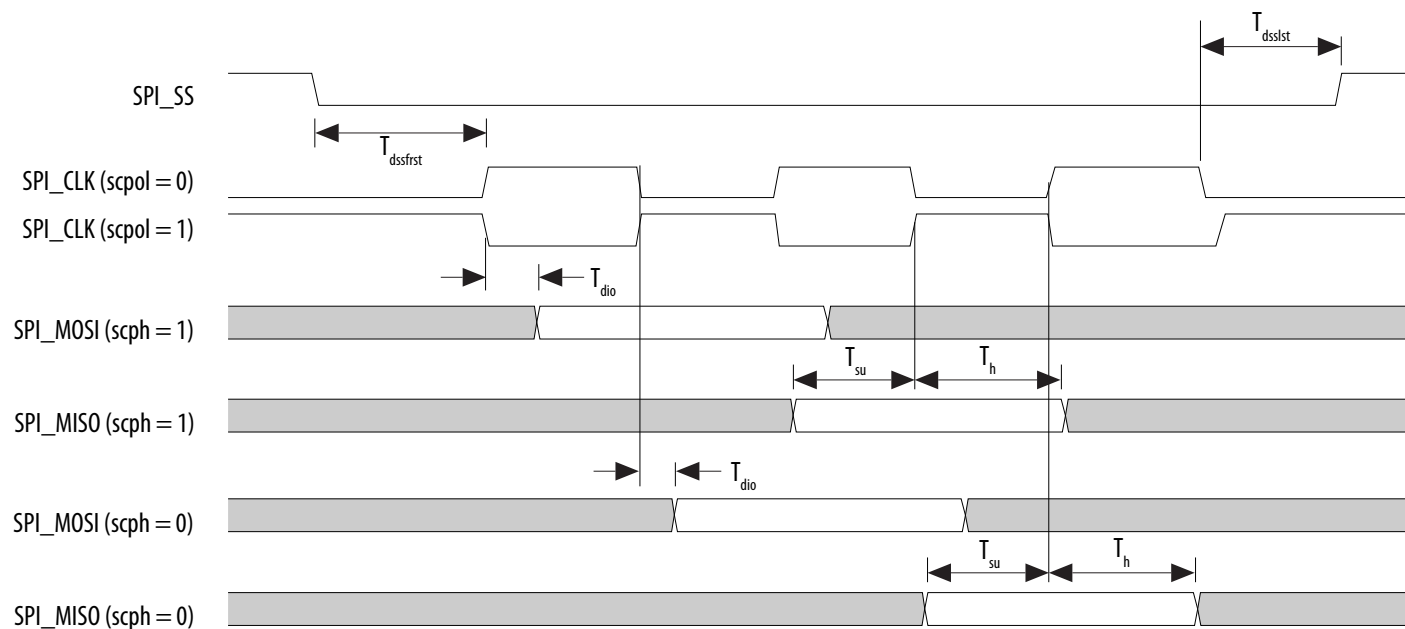 T_dsslst
SPI_SS
T_dssfrst
SPI_CLK (scpol = 0)
SPI_CLK (scpol = 1)
T_dio
SPI_MOSI (scph = 1)
T_su T_h
SPI_MISO (scph = 1)
T_dio
SPI_MOSI (scph = 0)
T_su T_h
SPI_MISO (scph = 0)